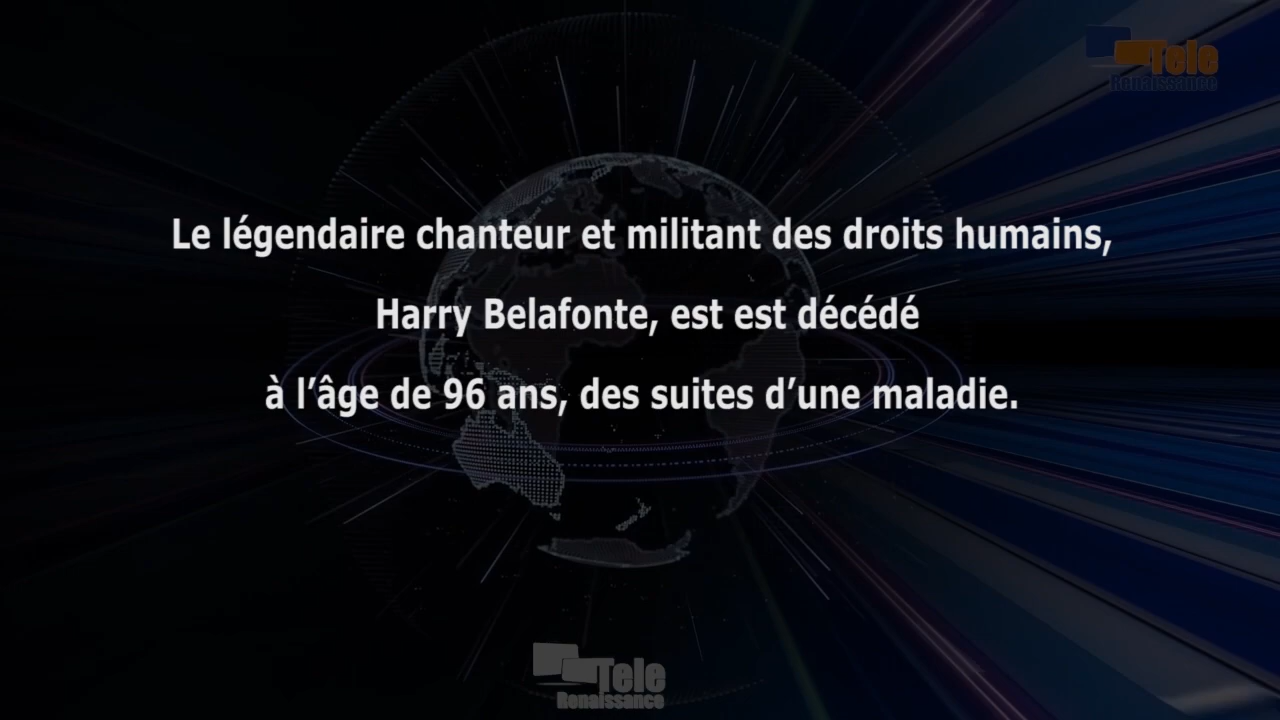 Tele
Renaissance
Le légendaire chanteur et militant des droits humains,
Harry Belafonte, est est décédé
à l’âge de 96 ans, des suites d’une maladie.
Tele
Renaissance